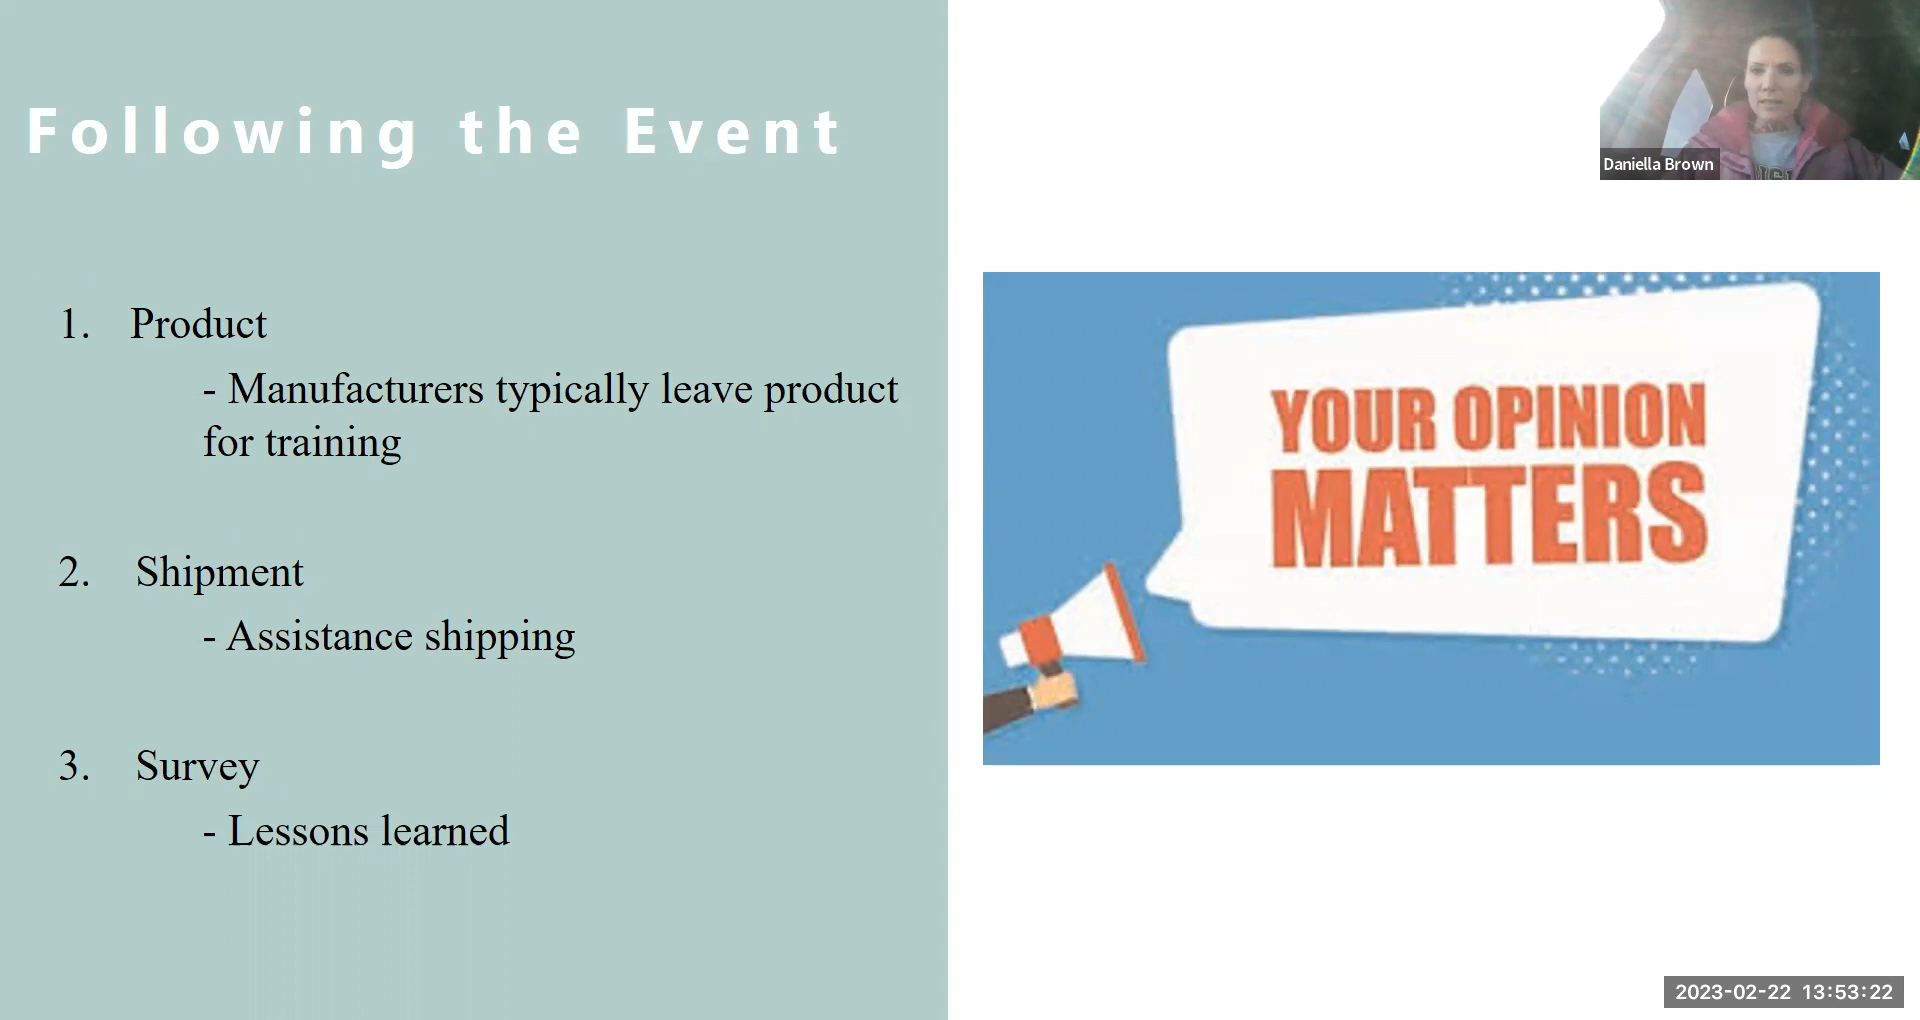 Following the Event
Daniella Brown
1. Product
- Manufacturers typically leave product
for training
2. Shipment
- Assistance shipping
3. Survey
- Lessons learned
YOUR OPINION
MATTERS
2023-02-22 13:53:22